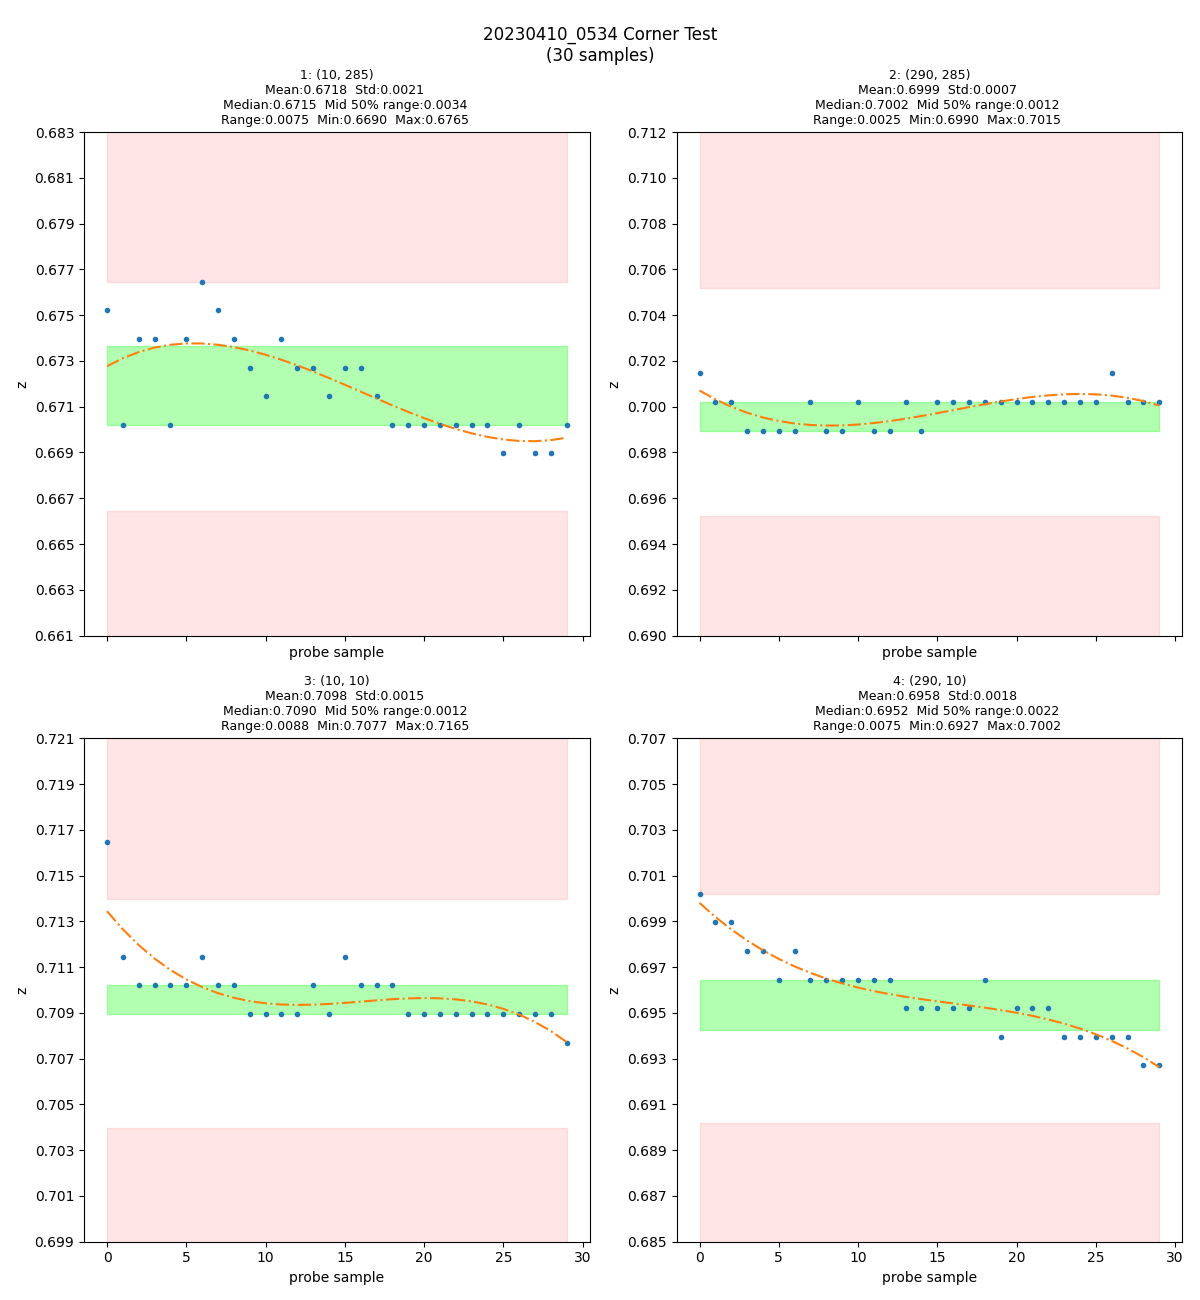 20230410_0534 Corner Test
(30 samples)
1: (10, 285)
Mean:0.6718  Std:0.0021
Median:0.6715  Mid 50% range:0.0034
Range:0.0075  Min:0.6690  Max:0.6765
0.683
0.681
0.679
0.677
0.675
0.673
0.671
0.669
0.667
0.665
0.663
0.661
z
probe sample
2: (290, 285)
Mean:0.6999  Std:0.0007
Median:0.7002  Mid 50% range:0.0012
Range:0.0025  Min:0.6990  Max:0.7015
0.712
0.710
0.708
0.706
0.704
0.702
0.700
0.698
0.696
0.694
0.692
0.690
z
probe sample
3: (10, 10)
Mean:0.7098  Std:0.0015
Median:0.7090  Mid 50% range:0.0012
Range:0.0088  Min:0.7077  Max:0.7165
0.721
0.719
0.717
0.715
0.713
0.711
0.709
0.707
0.705
0.703
0.701
0.699
z
0 5 10 15 20 25 30
probe sample
4: (290, 10)
Mean:0.6958  Std:0.0018
Median:0.6952  Mid 50% range:0.0022
Range:0.0075  Min:0.6927  Max:0.7002
0.707
0.705
0.703
0.701
0.699
0.697
0.695
0.693
0.691
0.689
0.687
0.685
z
0 5 10 15 20 25 30
probe sample